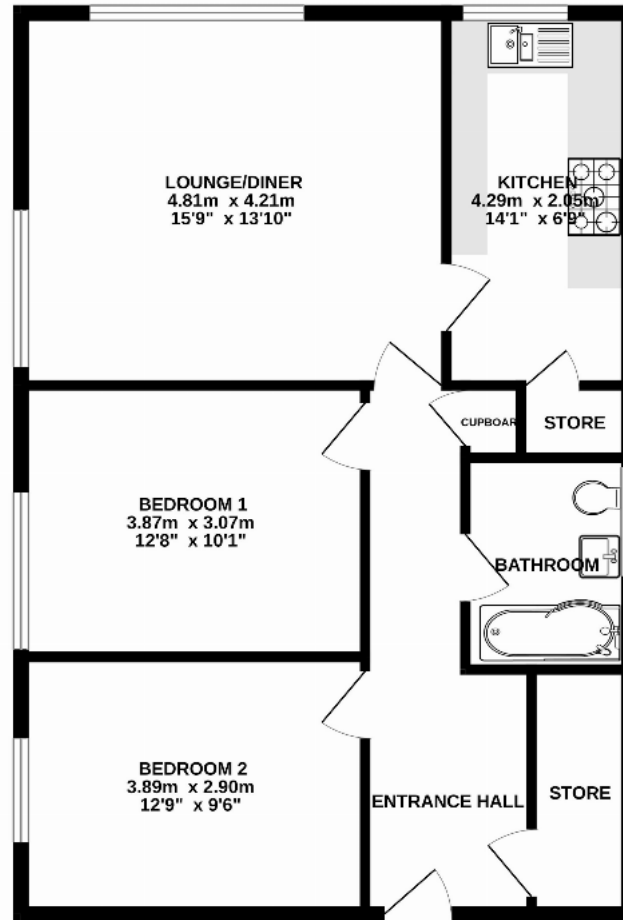 LOUNGE/DINER
4.81m x 4.21m
15'9" x 13'10"
KITCHEN
4.29m x 2.05m
14'1" x 6'9"
CUPBOAR
STORE
BEDROOM 1
3.87m x 3.07m
12'8" x 10'1"
BATHROOM
BEDROOM 2
3.89m x 2.90m
12'9" x 9'6"
ENTRANCE HALL
STORE